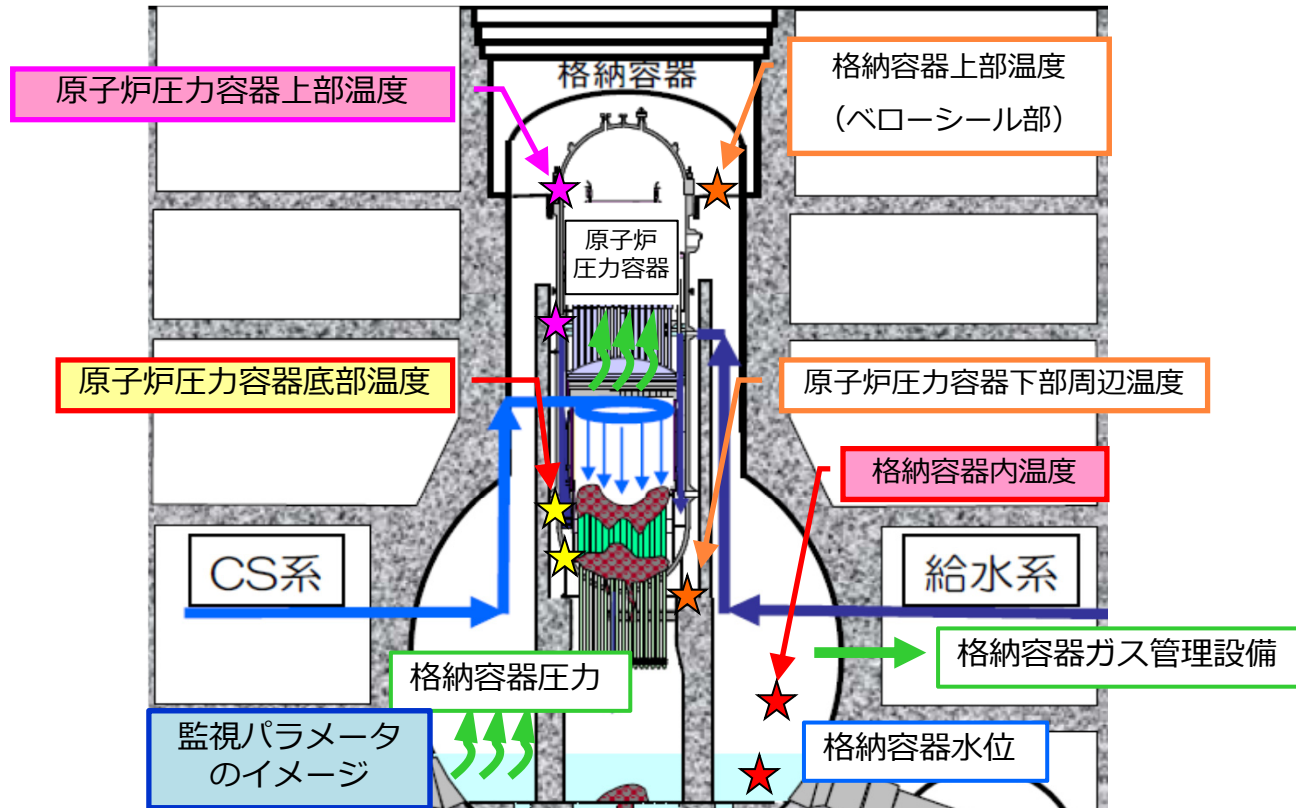 格納容器
原子炉圧力容器上部温度
格納容器上部温度
（ベローシール部）
原子炉
圧力容器
原子炉圧力容器底部温度
原子炉圧力容器下部周辺温度
格納容器内温度
CS系
給水系
格納容器ガス管理設備
格納容器圧力
監視パラメータ
のイメージ
格納容器水位